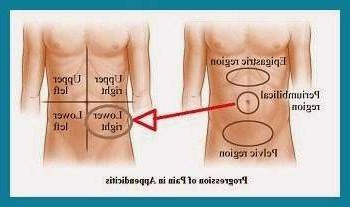 Epigastric region
Periumbilical
region
Pelvic region
Upper
right
Upper
left
Lower
right
Lower
left
Progression of Pain in Appendicitis